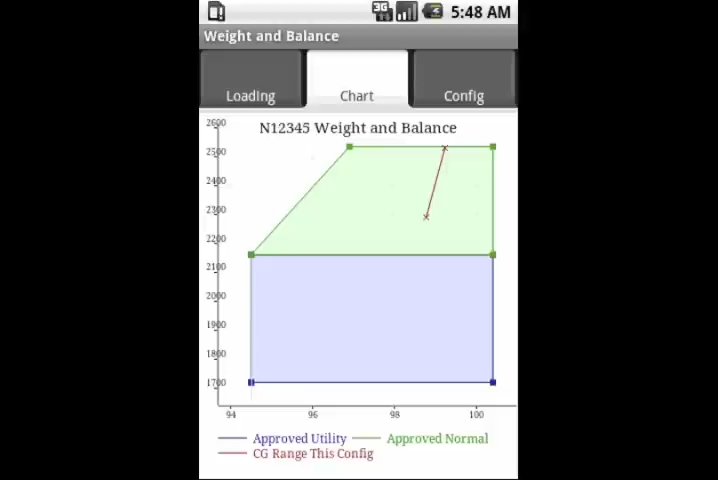 3G 5:48 AM
Weight and Balance
Loading Chart Config
N12345 Weight and Balance
2600
2500
2400
2300
2200
2100
2000
1900
1800
1700
94 96 98 100
Approved Utility Approved Normal
CG Range This Config